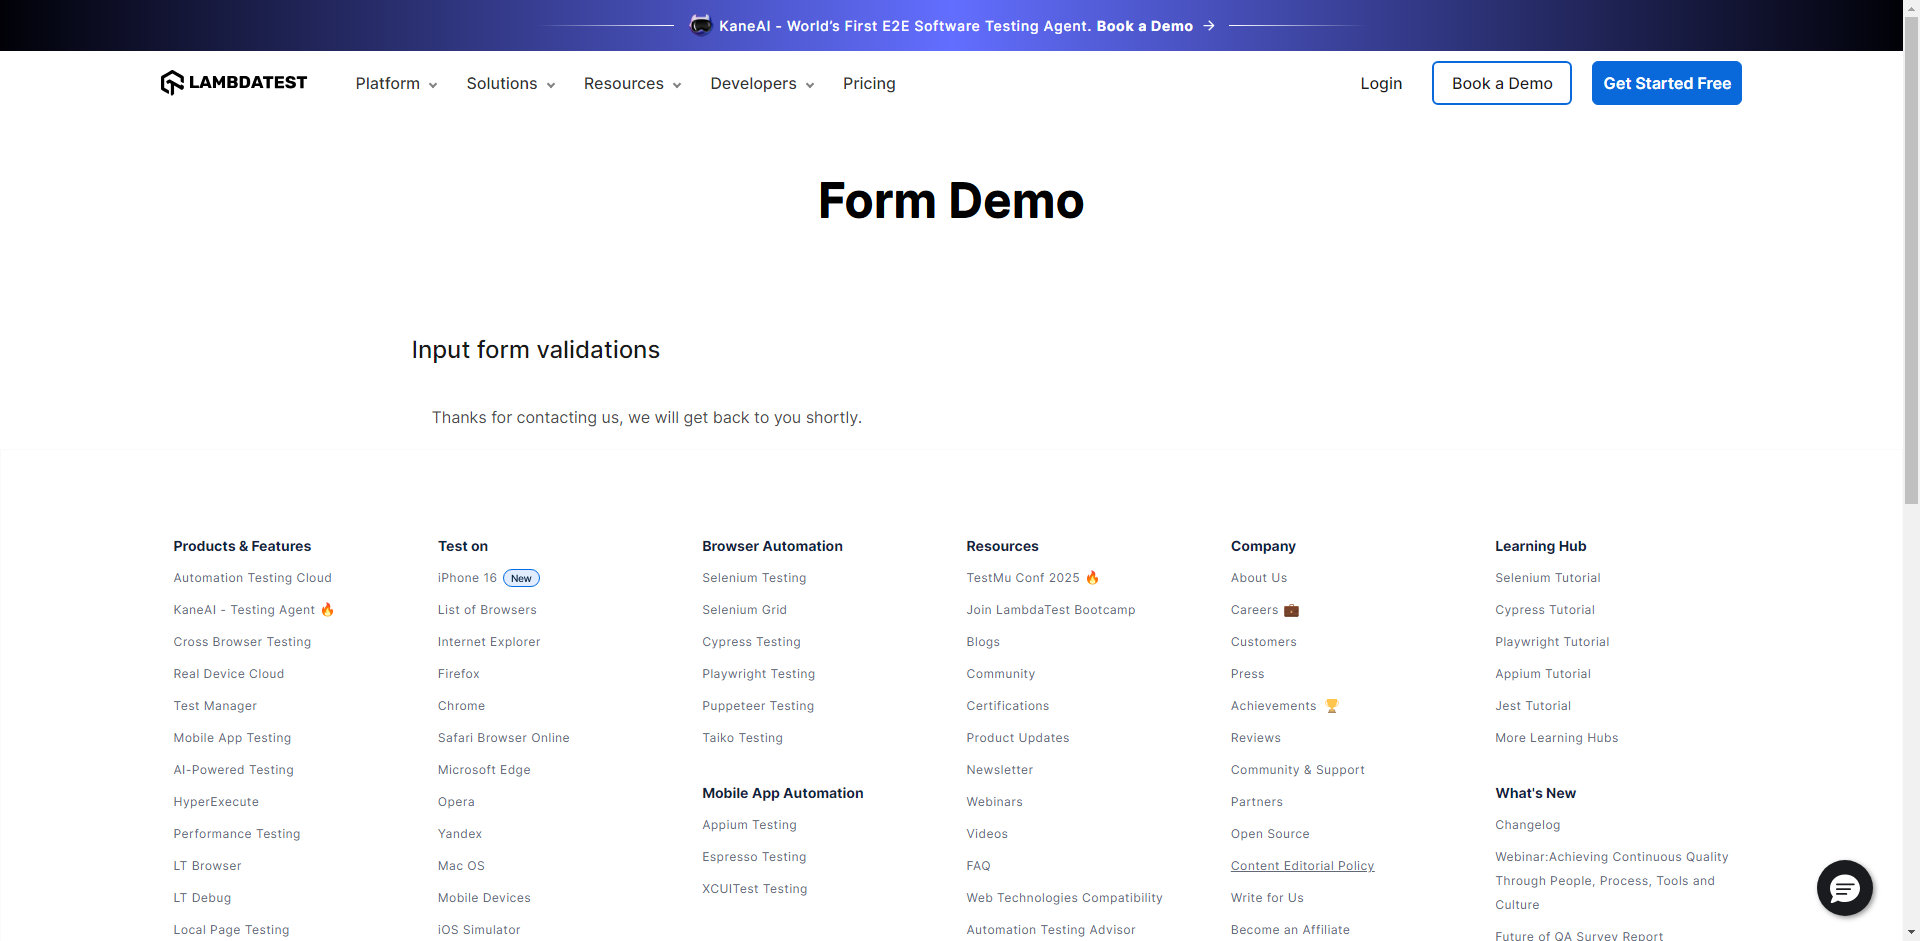 KaneAI - World's First E2E Software Testing Agent. Book a Demo →
LAMBDATEST
Platform
Solutions
Resources
Developers
Pricing
Login
Book a Demo
Get Started Free
Form Demo
Input form validations
Thanks for contacting us, we will get back to you shortly.
Products & Features
Automation Testing Cloud
KaneAI - Testing Agent 🔥
Cross Browser Testing
Real Device Cloud
Test Manager
Mobile App Testing
AI-Powered Testing
HyperExecute
Performance Testing
LT Browser
LT Debug
Local Page Testing
Test on
iPhone 16 New
List of Browsers
Internet Explorer
Firefox
Chrome
Safari Browser Online
Microsoft Edge
Opera
Yandex
Mac OS
Mobile Devices
iOS Simulator
Browser Automation
Selenium Testing
Selenium Grid
Cypress Testing
Playwright Testing
Puppeteer Testing
Taiko Testing
Mobile App Automation
Appium Testing
Espresso Testing
XCUITest Testing
Resources
TestMu Conf 2025 🔥
Join LambdaTest Bootcamp
Blogs
Community
Certifications
Product Updates
Newsletter
Webinars
Videos
FAQ
Web Technologies Compatibility
Automation Testing Advisor
Company
About Us
Careers 💼
Customers
Press
Achievements 🏆
Reviews
Community & Support
Partners
Open Source
Content Editorial Policy
Write for Us
Become an Affiliate
Learning Hub
Selenium Tutorial
Cypress Tutorial
Playwright Tutorial
Appium Tutorial
Jest Tutorial
More Learning Hubs
What's New
Changelog
Webinar:Achieving Continuous Quality
Through People, Process, Tools and
Culture
Future of QA Survey Report